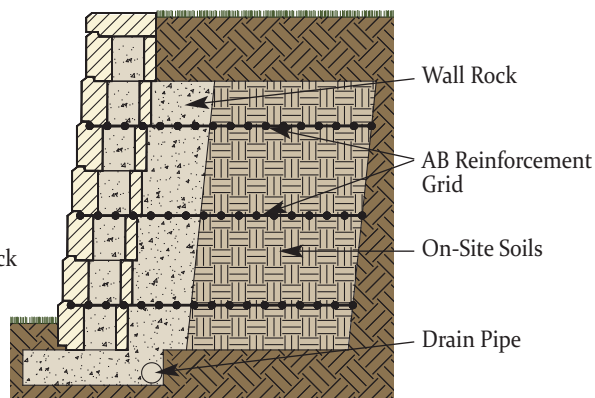 Wall Rock
AB Reinforcement
Grid
On-Site Soils
Drain Pipe